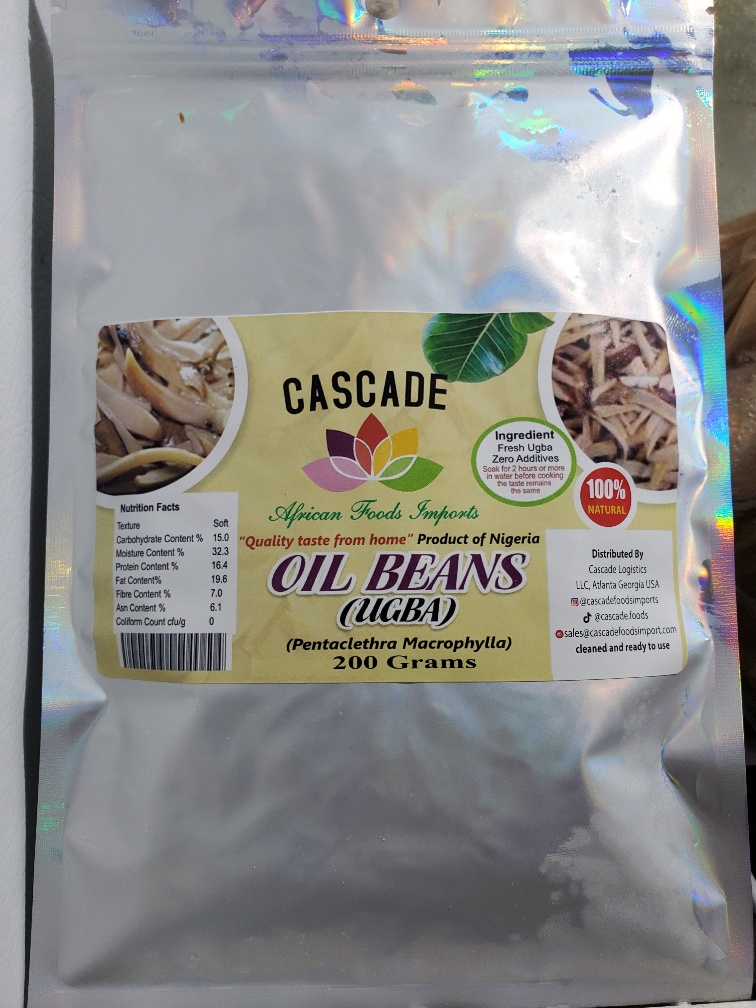 CASCADE
African Foods Imports
"Quality taste from home" Product of Nigeria
OIL BEANS
(UGBA)
(Pentaclethra Macrophylla)
200 Grams
Ingredient
Fresh Ugba
Zero Additives
Soak for 2 hours or more
in water before cooking
the taste remains
the same
100%
NATURAL
Nutrition Facts
Texture Soft
Carbohydrate Content % 15.0
Moisture Content % 32.3
Protein Content % 16.4
Fat Content% 19.6
Fibre Content % 7.0
Asn Content % 6.1
Coliform Count cfu/g 0
Distributed By
Cascade Logistics
LLC, Atlanta Georgia USA
@cascadefoodsimports
@cascade.foods
sales@cascadefoodsimport.com
cleaned and ready to use